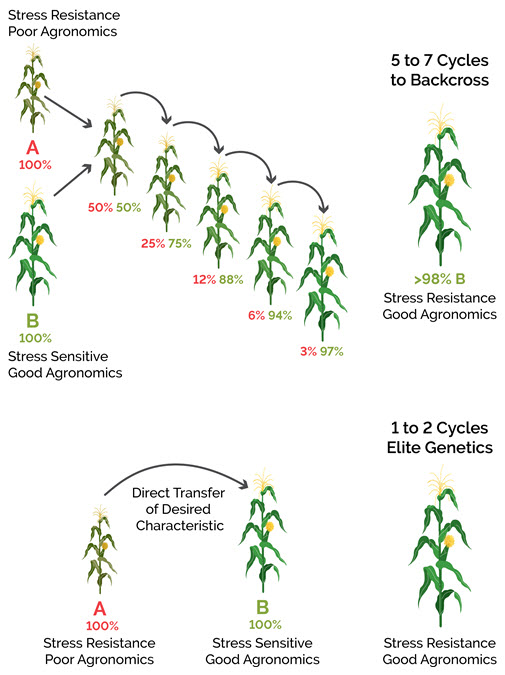 Stress Resistance
Poor Agronomics
A
100%
B
100%
Stress Sensitive
Good Agronomics
50% 50%
25% 75%
12% 88%
6% 94%
3% 97%
5 to 7 Cycles
to Backcross
>98% B
Stress Resistance
Good Agronomics
Direct Transfer
of Desired
Characteristic
A
100%
Stress Resistance
Poor Agronomics
B
100%
Stress Sensitive
Good Agronomics
1 to 2 Cycles
Elite Genetics
Stress Resistance
Good Agronomics